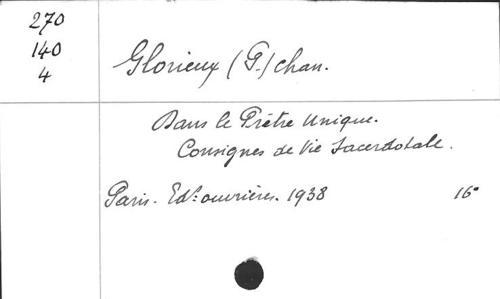 270
140
4
Glorieux (P.) chan.
Dans le Prêtre Unique.
Consignes de Vie Sacerdotale.
Paris. Ed.ˢ ouvrières. 1938 16°